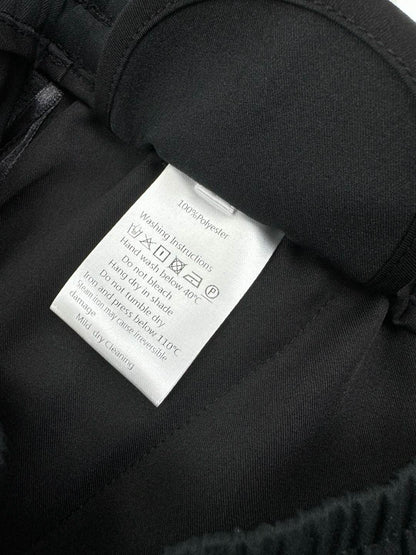 100%Polyester
Washing Instructions
P
Hand wash below 40℃
Do not bleach
Hang dry in shade
Do not tumble dry
Iron and press below 110℃
Steam iron may cause irreversible
damage
Mild dry Cleaning